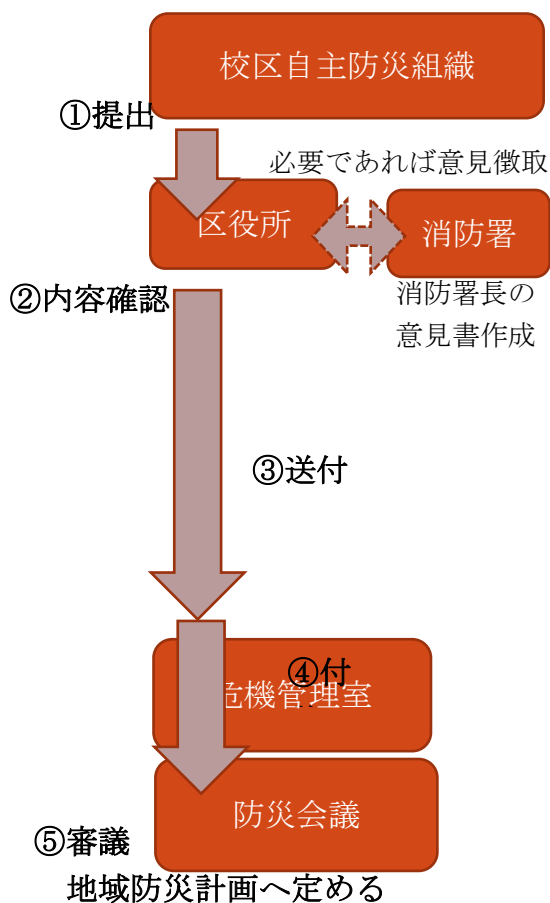 校区自主防災組織
①提出
必要であれば意見徴取
区役所
消防署
②内容確認
消防署長の
意見書作成
③送付
④付
危機管理室
防災会議
⑤審議
地域防災計画へ定める